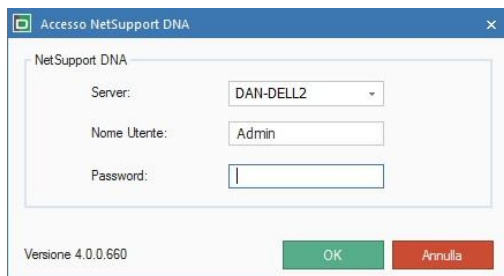 Accesso NetSupport DNA
NetSupport DNA
Server: DAN-DELL2
Nome Utente: Admin
Password:
Versione 4.0.0.660 OK Annulla